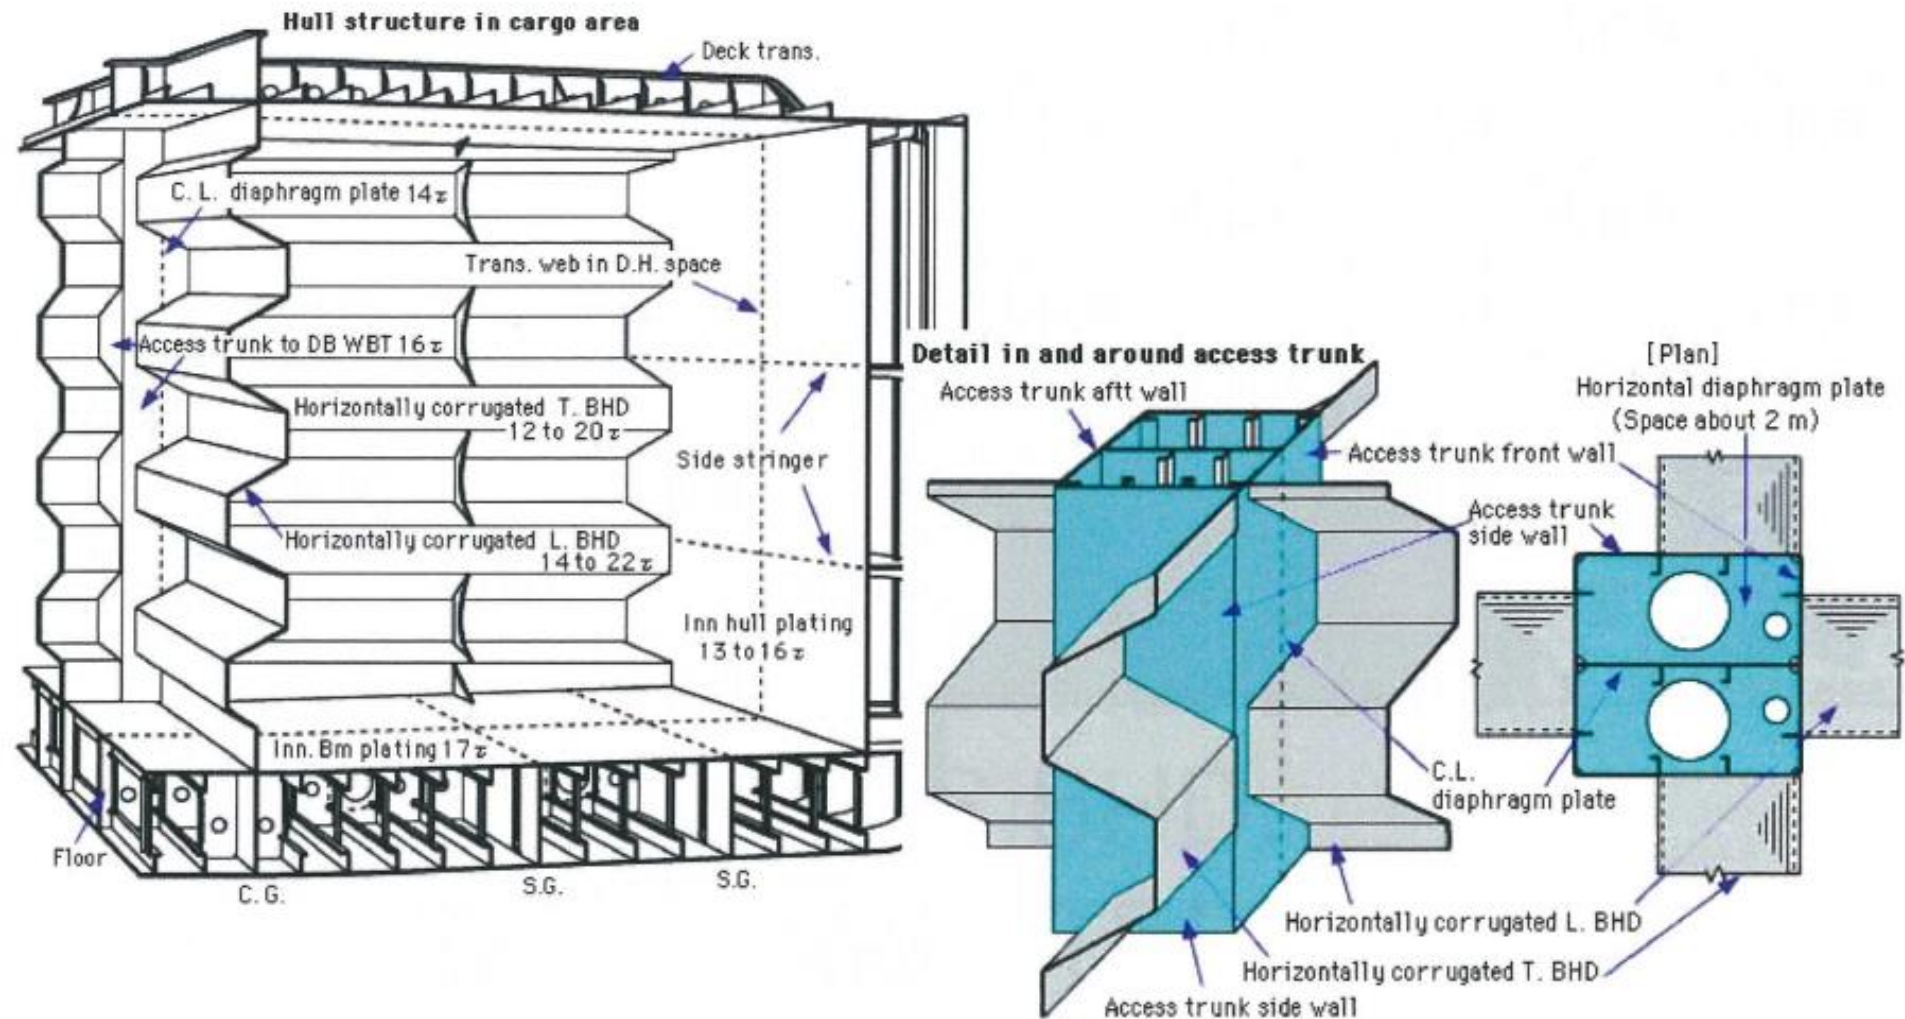 Hull structure in cargo area
Deck trans.
C. L. diaphragm plate 14τ
Trans. web in D.H. space
Access trunk to DB WBT 16τ
Horizontally corrugated T. BHD
12 to 20τ
Side stringer
Horizontally corrugated L. BHD
14 to 22τ
Inn hull plating
13 to 16τ
Inn. Bm plating 17τ
Floor
C. G.
S.G.
S.G.
Detail in and around access trunk
Access trunk aftt wall
Access trunk front wall
Access trunk
side wall
C.L.
diaphragm plate
Horizontally corrugated L. BHD
Horizontally corrugated T. BHD
Access trunk side wall
[Plan]
Horizontal diaphragm plate
(Space about 2 m)